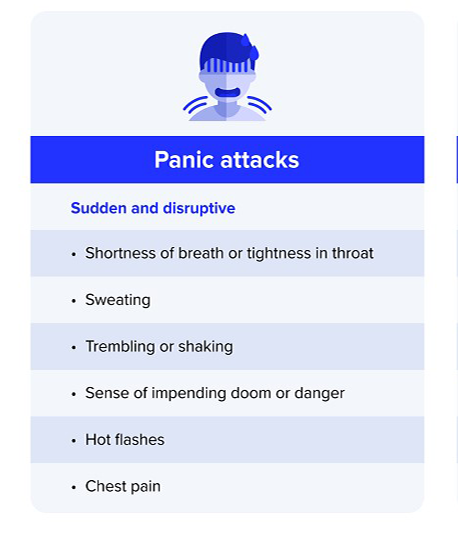 Panic attacks
Sudden and disruptive
• Shortness of breath or tightness in throat
• Sweating
• Trembling or shaking
• Sense of impending doom or danger
• Hot flashes
• Chest pain